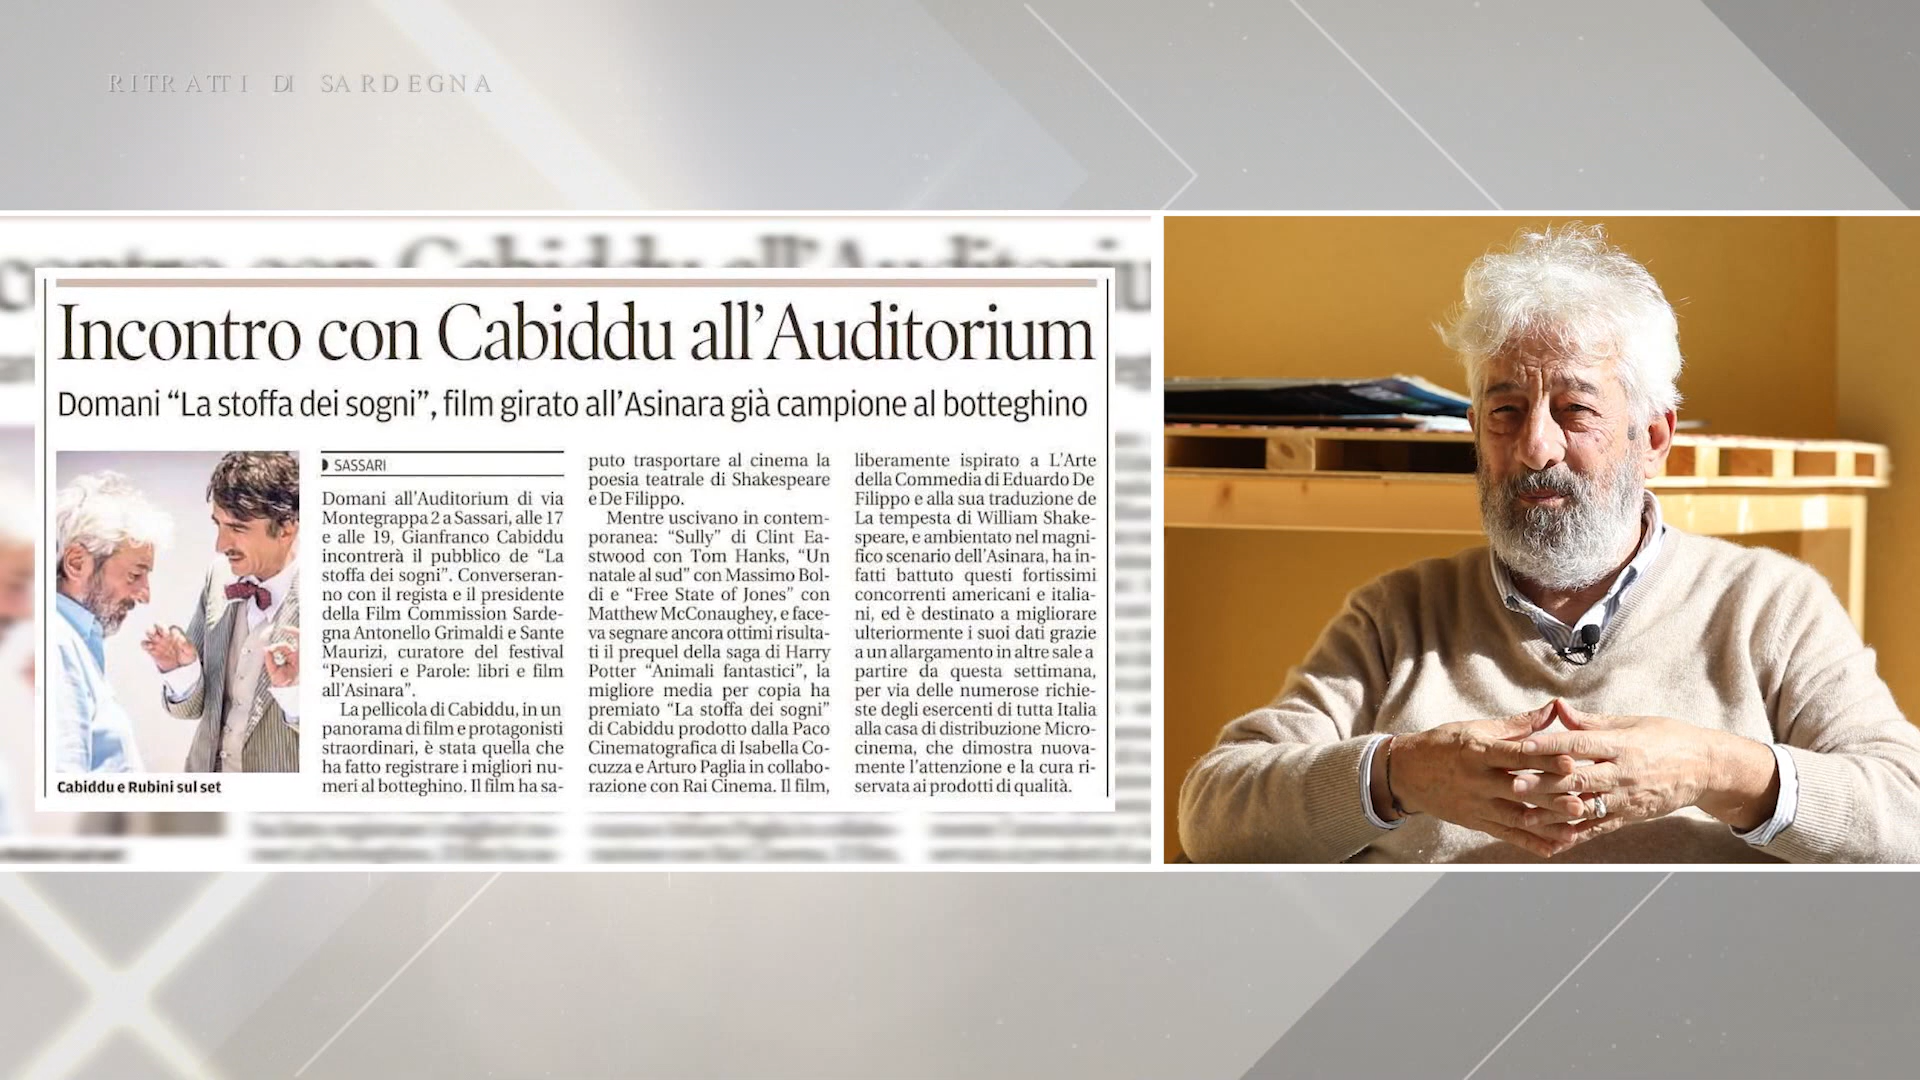 RITRATTI DI SARDEGNA
Incontro con Cabiddu all'Auditorium
Domani “La stoffa dei sogni”, film girato all'Asinara già campione al botteghino
Cabiddu e Rubini sul set
SASSARI
Domani all'Auditorium di via
Montegrappa 2 a Sassari, alle 17
e alle 19, Gianfranco Cabiddu
incontrerà il pubblico de “La
stoffa dei sogni”. Converseran-
no con il regista e il presidente
della Film Commission Sarde-
gna Antonello Grimaldi e Sante
Maurizi, curatore del festival
“Pensieri e Parole: libri e film
all'Asinara”.
La pellicola di Cabiddu, in un
panorama di film e protagonisti
straordinari, è stata quella che
ha fatto registrare i migliori nu-
meri al botteghino. Il film ha sa-
puto trasportare al cinema la
poesia teatrale di Shakespeare
e De Filippo.
Mentre uscivano in contem-
poranea: “Sully” di Clint Ea-
stwood con Tom Hanks, “Un
natale al sud” con Massimo Bol-
di e “Free State of Jones” con
Matthew McConaughey, e face-
va segnare ancora ottimi risulta-
ti il prequel della saga di Harry
Potter “Animali fantastici”, la
migliore media per copia ha
premiato “La stoffa dei sogni”
di Cabiddu prodotto dalla Paco
Cinematografica di Isabella Co-
cuzza e Arturo Paglia in collabo-
razione con Rai Cinema. Il film,
liberamente ispirato a L'Arte
della Commedia di Eduardo De
Filippo e alla sua traduzione de
La tempesta di William Shake-
speare, e ambientato nel magni-
fico scenario dell'Asinara, ha in-
fatti battuto questi fortissimi
concorrenti americani e italia-
ni, ed è destinato a migliorare
ulteriormente i suoi dati grazie
a un allargamento in altre sale a
partire da questa settimana,
per via delle numerose richie-
ste degli esercenti di tutta Italia
alla casa di distribuzione Micro-
cinema, che dimostra nuova-
mente l'attenzione e la cura ri-
servata ai prodotti di qualità.